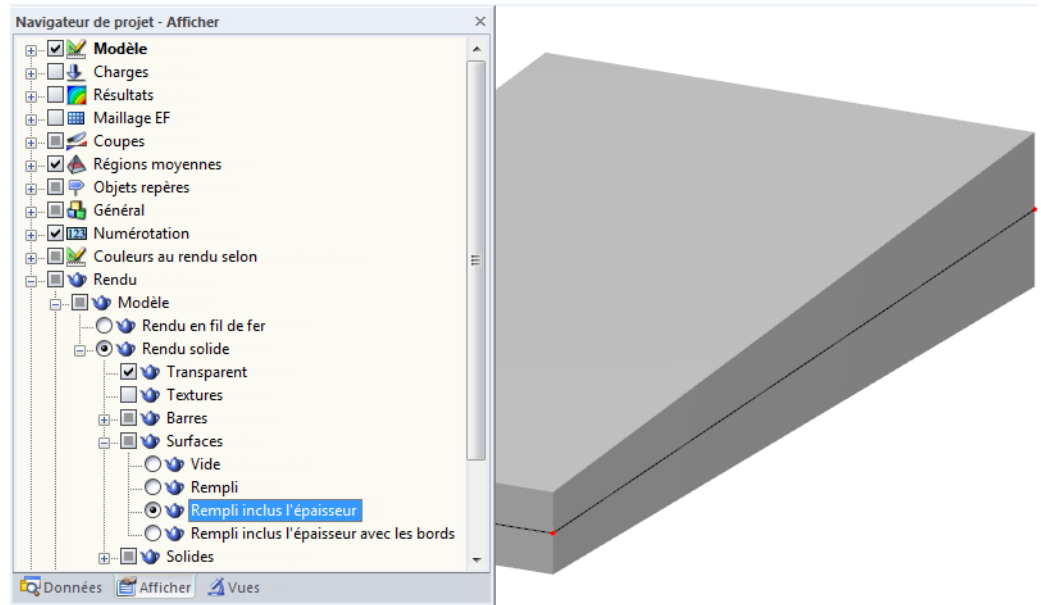 Navigateur de projet - Afficher
Modèle
Charges
Résultats
Maillage EF
Coupes
Régions moyennes
Objets repères
Général
123 Numérotation
Couleurs au rendu selon
Rendu
Modèle
Rendu en fil de fer
Rendu solide
Transparent
Textures
Barres
Surfaces
Vide
Rempli
Rempli inclus l'épaisseur
Rempli inclus l'épaisseur avec les bords
Solides
Données Afficher Vues